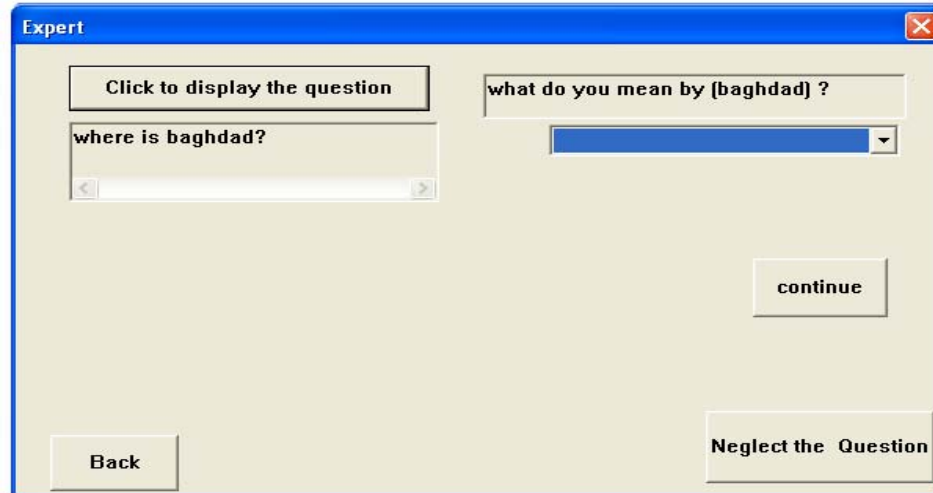 Expert
Click to display the question
where is baghdad?
what do you mean by (baghdad) ?
continue
Back
Neglect the Question